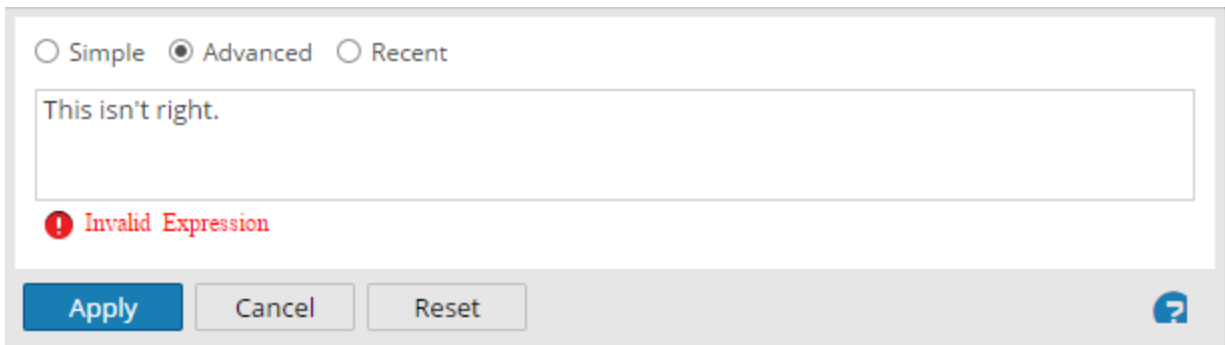 Simple Advanced Recent
This isn't right.
Invalid Expression
Apply Cancel Reset ?